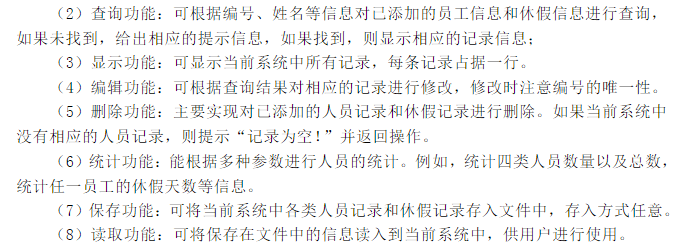 （2）查询功能：可根据编号、姓名等信息对已添加的员工信息和休假信息进行查询，
如果未找到，给出相应的提示信息，如果找到，则显示相应的记录信息；
（3）显示功能：可显示当前系统中所有记录，每条记录占据一行。
（4）编辑功能：可根据查询结果对相应的记录进行修改，修改时注意编号的唯一性。
（5）删除功能：主要实现对已添加的人员记录和休假记录进行删除。如果当前系统中
没有相应的人员记录，则提示“记录为空！”并返回操作。
（6）统计功能：能根据多种参数进行人员的统计。例如，统计四类人员数量以及总数，
统计任一员工的休假天数等信息。
（7）保存功能：可将当前系统中各类人员记录和休假记录存入文件中，存入方式任意。
（8）读取功能：可将保存在文件中的信息读入到当前系统中，供用户进行使用。